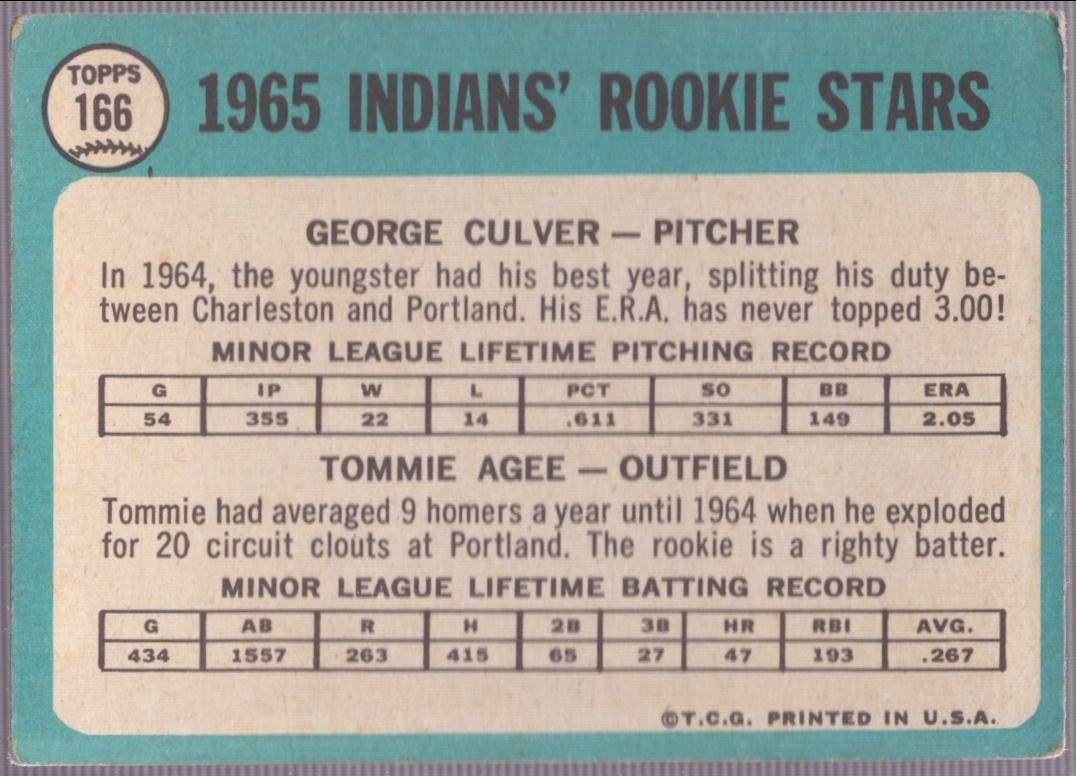 TOPPS
166
1965 INDIANS' ROOKIE STARS
GEORGE CULVER — PITCHER
In 1964, the youngster had his best year, splitting his duty be-
tween Charleston and Portland. His E.R.A. has never topped 3.00!
MINOR LEAGUE LIFETIME PITCHING RECORD
G IP W L PCT SO BB ERA
54 355 22 14 .611 331 149 2.05
TOMMIE AGEE — OUTFIELD
Tommie had averaged 9 homers a year until 1964 when he exploded
for 20 circuit clouts at Portland. The rookie is a righty batter.
MINOR LEAGUE LIFETIME BATTING RECORD
G AB R H 2B 3B HR RBI AVG.
434 1557 263 415 65 27 47 193 .267
©T.C.G. PRINTED IN U.S.A.